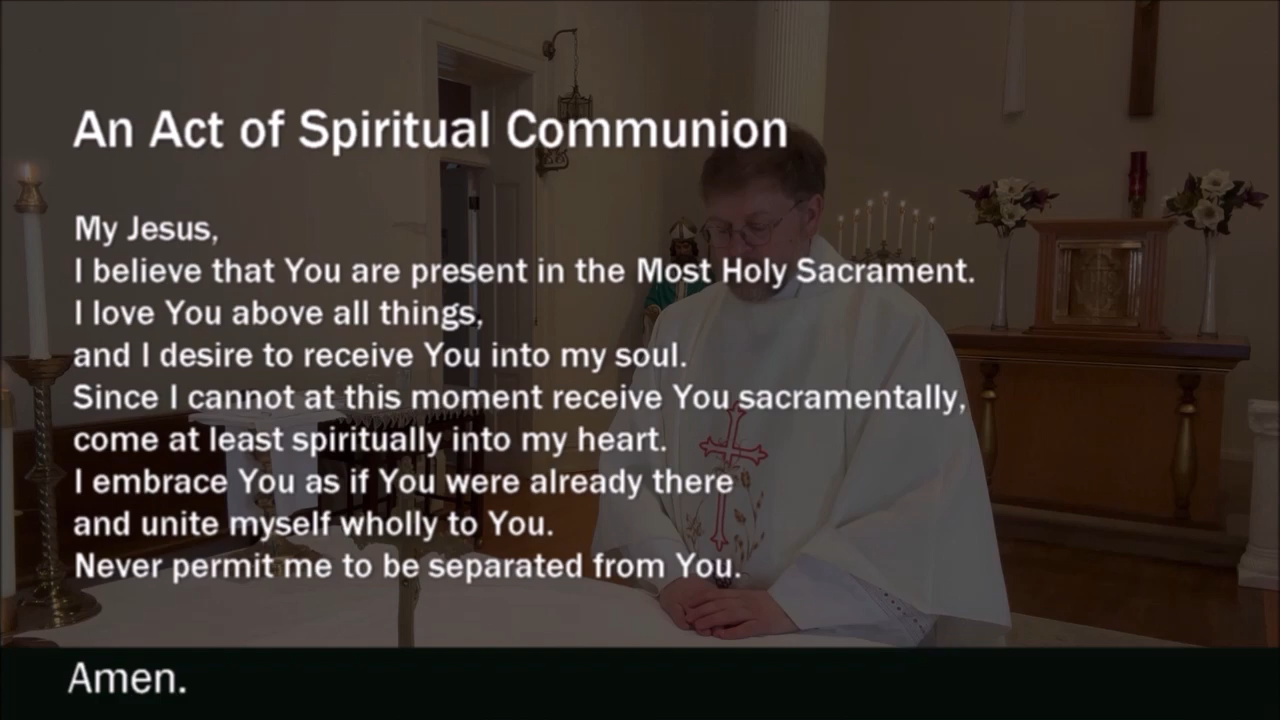 An Act of Spiritual Communion
My Jesus,
I believe that You are present in the Most Holy Sacrament.
I love You above all things,
and I desire to receive You into my soul.
Since I cannot at this moment receive You sacramentally,
come at least spiritually into my heart.
I embrace You as if You were already there
and unite myself wholly to You.
Never permit me to be separated from You.
Amen.